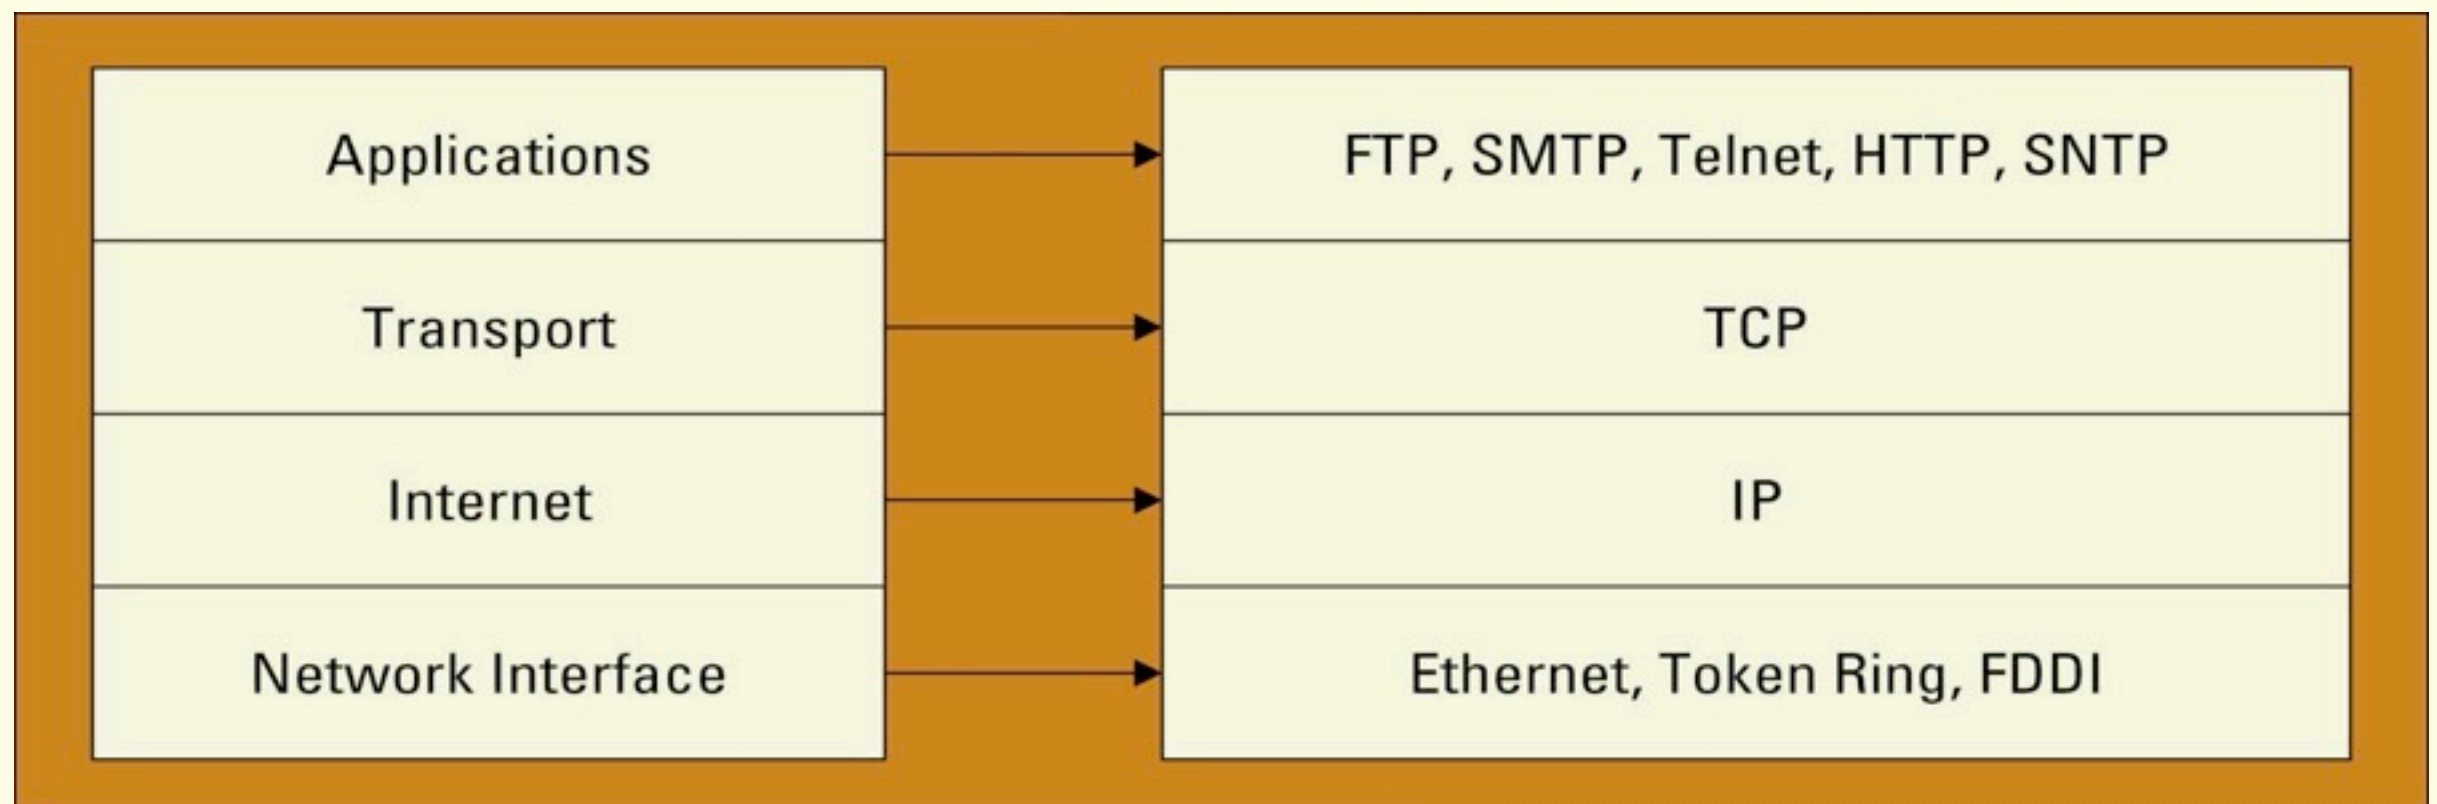 Applications
FTP, SMTP, Telnet, HTTP, SNTP
Transport
TCP
Internet
IP
Network Interface
Ethernet, Token Ring, FDDI